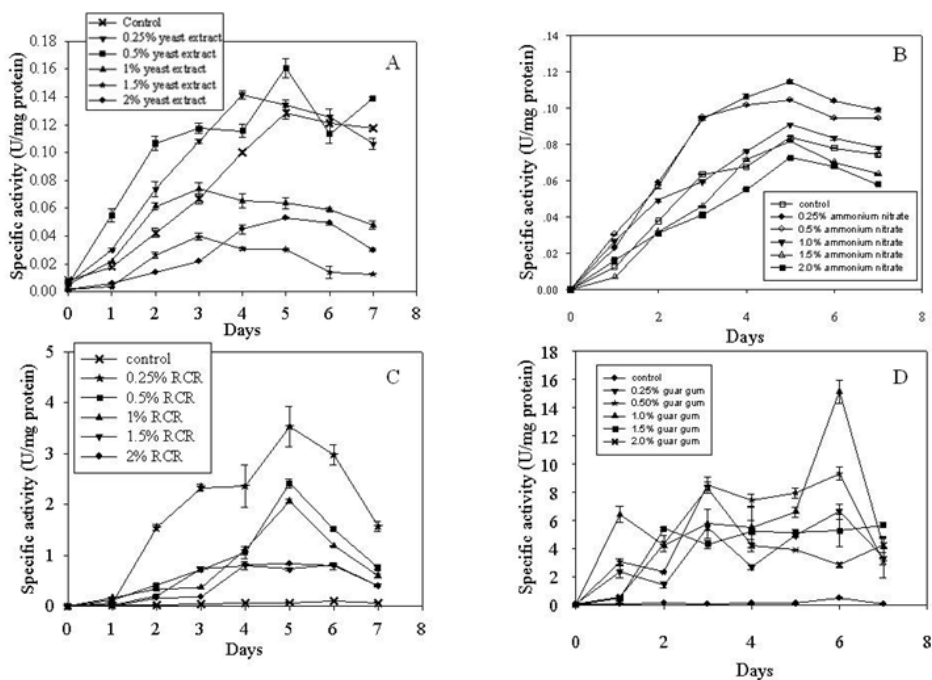 A
Control
0.25% yeast extract
0.5% yeast extract
1% yeast extract
1.5% yeast extract
2% yeast extract
Specific activity (U/mg protein)
0.18
0.16
0.14
0.12
0.10
0.08
0.06
0.04
0.02
0.00
0 1 2 3 4 5 6 7 8
Days
B
Specific activity (U/mg protein)
.12
.10
.08
.06
.04
.02
.00
control
0.25% ammonium nitrate
0.5% ammonium nitrate
1.0% ammonium nitrate
1.5% ammonium nitrate
2.0% ammonium nitrate
0 2 4 6 8
Days
C
control
0.25% RCR
0.5% RCR
1% RCR
1.5% RCR
2% RCR
Specific activity (U/mg protein)
5
4
3
2
1
0
0 1 2 3 4 5 6 7 8
Days
D
control
0.25% guar gum
0.50% guar gum
1.0% guar gum
1.5% guar gum
2.0% guar gum
Specific activity (U/mg protein)
18
16
14
12
10
8
6
4
2
0
0 2 4 6 8
Days